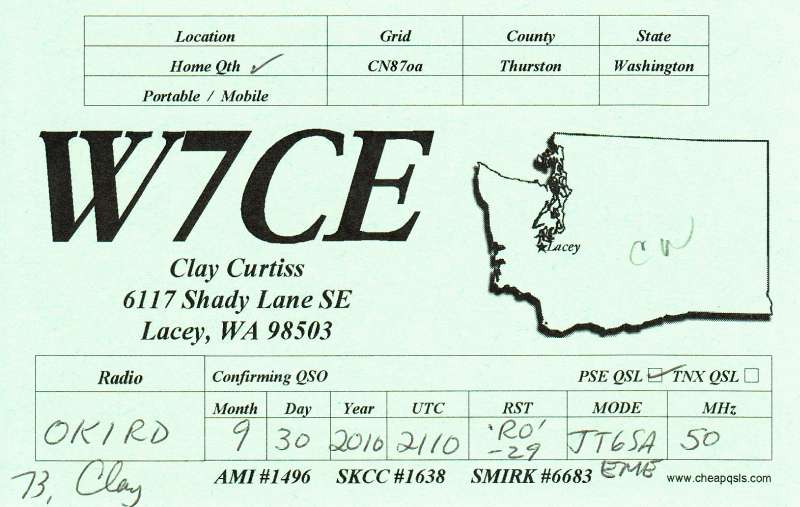 Location Grid County State
Home Qth ✓ CN87oa Thurston Washington
Portable / Mobile
W7CE
Clay Curtiss
6117 Shady Lane SE
Lacey, WA 98503
Lacey
CW
Radio Confirming QSO PSE QSL ☑ TNX QSL ☐
Month Day Year UTC RST MODE MHz
OK1RD 9 30 2010 2110 'RO' JT65A 50
-29
EME
AMI #1496 SKCC #1638 SMIRK #6683 www.cheapqsls.com
73, Clay